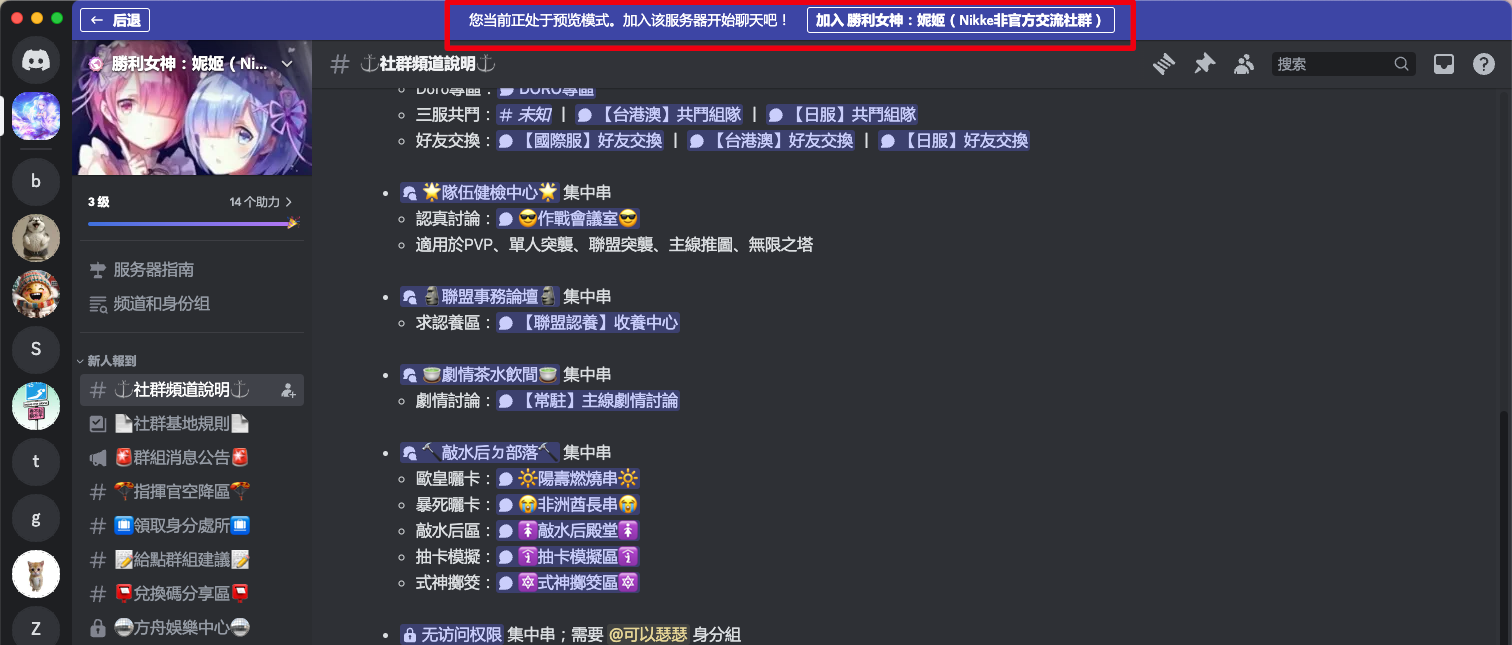 ← 后退
您当前正处于预览模式。加入该服务器开始聊天吧！ 加入 勝利女神：妮姬（Nikke非官方交流社群）
勝利女神：妮姬（Ni...
3 级 14 个助力
服务器指南
频道和身份组
新人報到
# ⚓社群頻道說明⚓
📄社群基地規則📄
🚨群組消息公告🚨
# 🪂指揮官空降區🪂
# 🛄領取身分處所🛄
# 📝給點群組建議📝
# 📮兌換碼分享區📮
方舟娛樂中心
b
S
t
g
Z
# ⚓社群頻道說明⚓ 搜索
Doro專區：DORO專區
三服共鬥：# 未知 | 【台港澳】共鬥組隊 | 【日服】共鬥組隊
好友交換：【國際服】好友交換 | 【台港澳】好友交換 | 【日服】好友交換
🌟隊伍健檢中心🌟 集中串
認真討論：😎作戰會議室😎
適用於PVP、單人突襲、聯盟突襲、主線推圖、無限之塔
🗿聯盟事務論壇🗿 集中串
求認養區：【聯盟認養】收養中心
🍵劇情茶水飲間🍵 集中串
劇情討論：【常駐】主線劇情討論
⛏敲水后ㄉ部落⛏ 集中串
歐皇曬卡：🔆陽壽燃燒串🔆
暴死曬卡：😭非洲酋長串😭
敲水后區：敲水后殿堂
抽卡模擬：抽卡模擬區
式神擲筊：🔯式神擲筊區🔯
无访问权限 集中串；需要 @可以瑟瑟 身分組